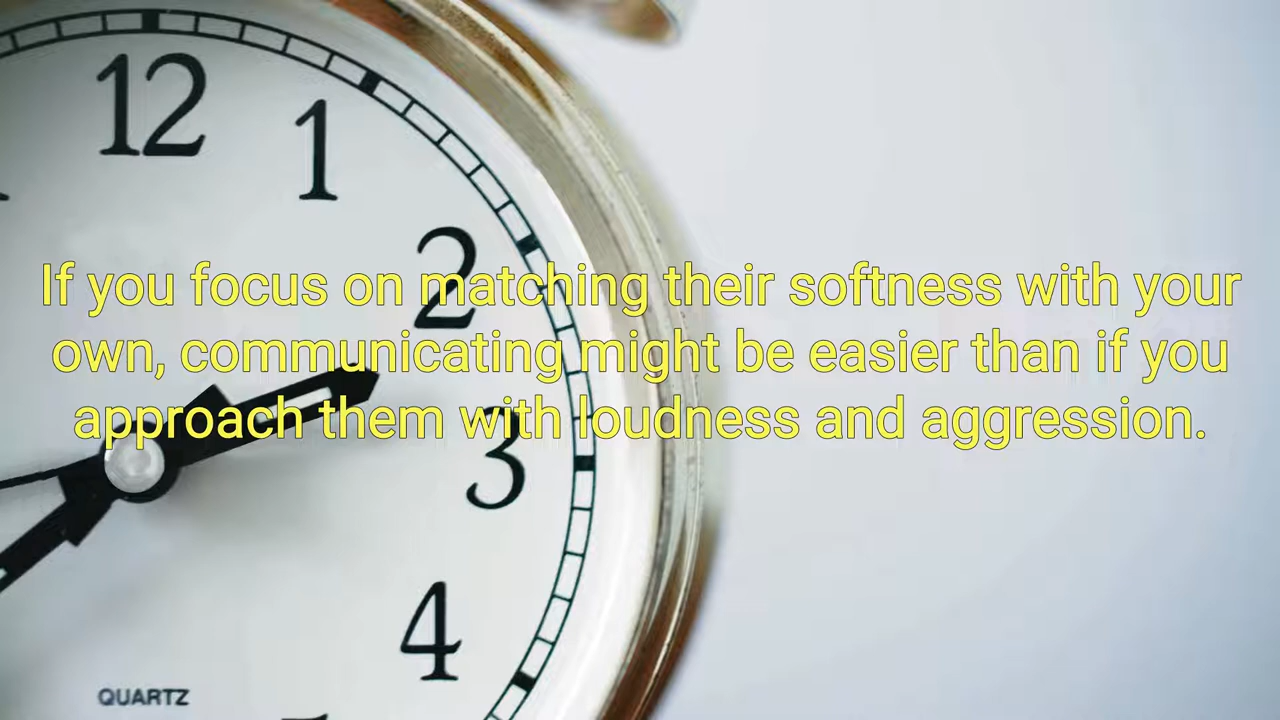 12
1
2
If you focus on matching their softness with your
own, communicating might be easier than if you
approach them with loudness and aggression.
3
4
QUARTZ